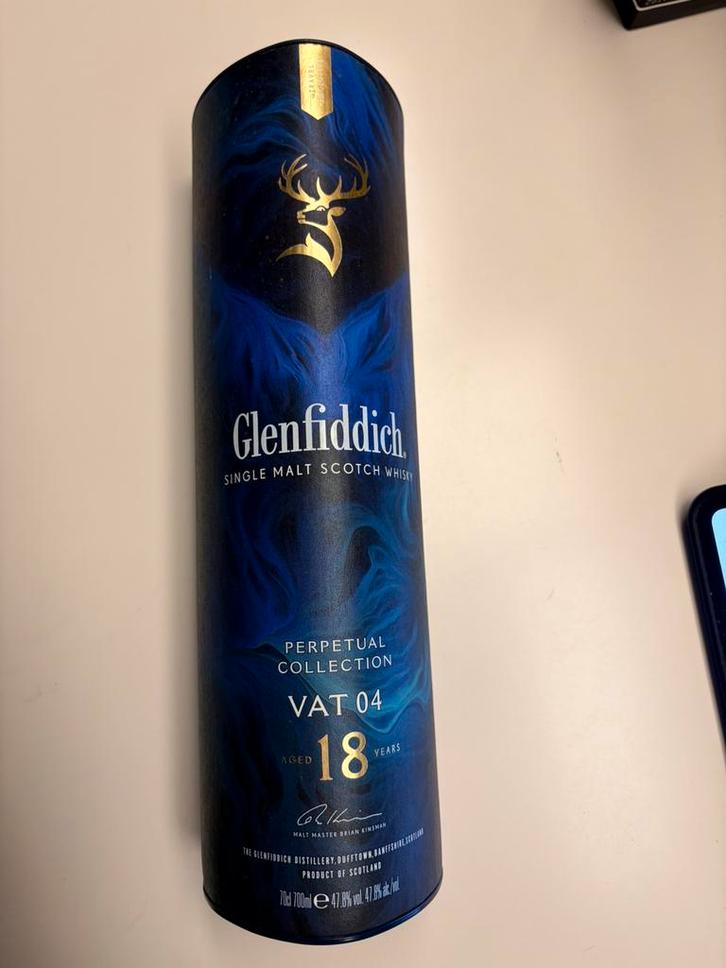 Glenfiddich®
SINGLE MALT SCOTCH WHISKY
PERPETUAL
COLLECTION
VAT 04
AGED 18 YEARS
MALT MASTER BRIAN KINSMAN
THE GLENFIDDICH DISTILLERY, DUFFTOWN, BANFFSHIRE, SCOTLAND
PRODUCT OF SCOTLAND
70cl 700ml e 47.8% vol. 47.8% alc./vol.